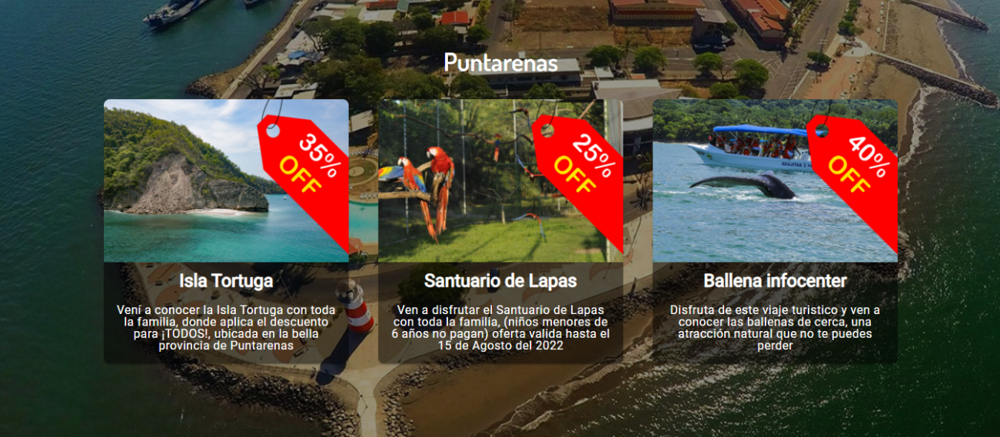 Puntarenas
35%
OFF
25%
OFF
40%
OFF
Isla Tortuga
Vení a conocer la Isla Tortuga con toda
la familia, donde aplica el descuento
para ¡TODOS!, ubicada en la bella
provincia de Puntarenas
Santuario de Lapas
Ven a disfrutar el Santuario de Lapas
con toda la familia, (niños menores de
6 años no pagan) oferta valida hasta el
15 de Agosto del 2022
Ballena infocenter
Disfruta de este viaje turistico y ven a
conocer las ballenas de cerca, una
atracción natural que no te puedes
perder